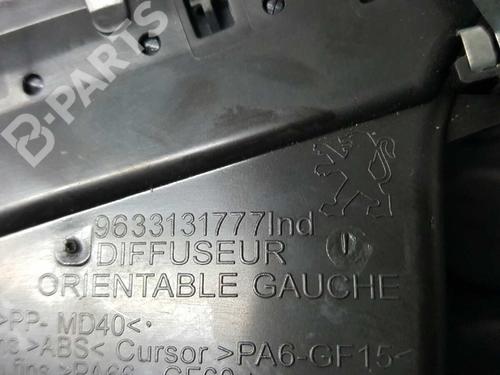 B-PARTS
9633131777Ind
DIFFUSEUR
ORIENTABLE GAUCHE
>PP- MD40<
>ABS< Cursor >PA6-GF15<